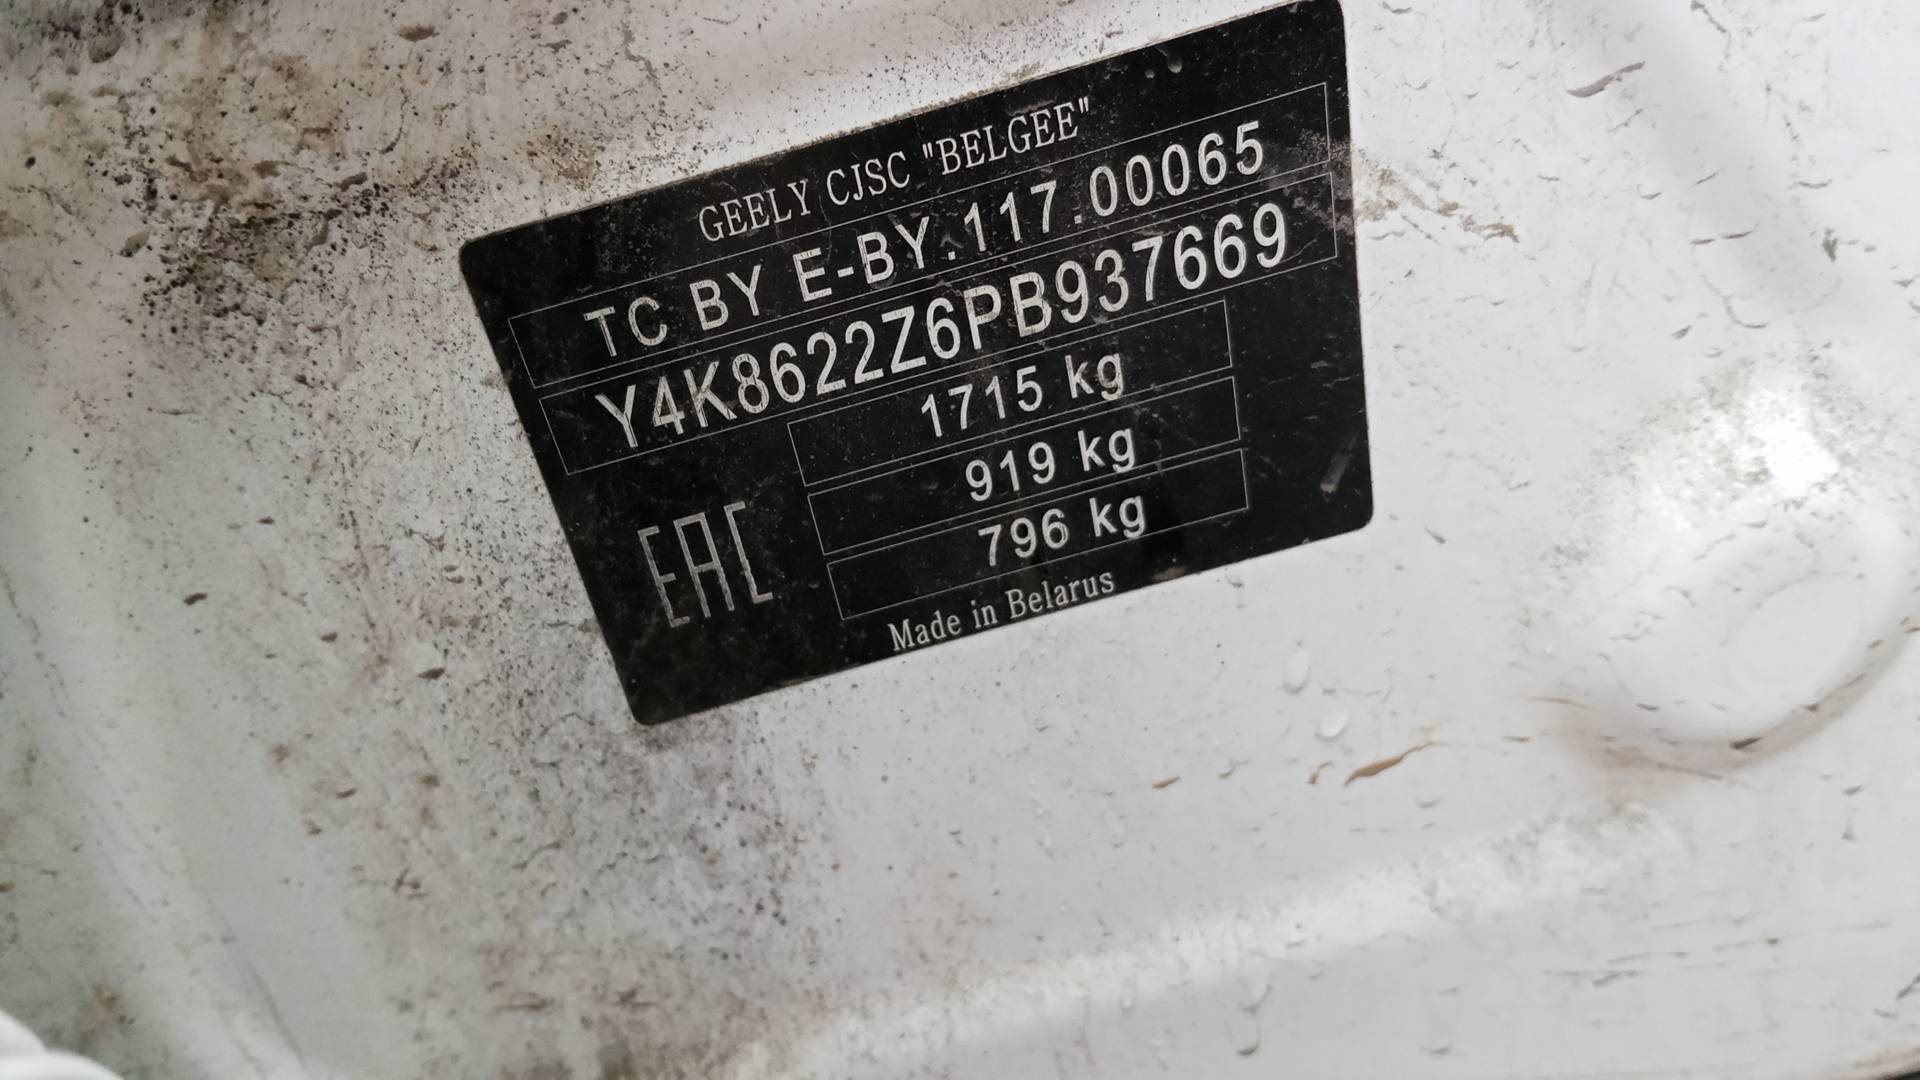 GEELY CJSC "BELGEE"
TC BY E-BY.117.00065
Y4K8622Z6PB937669
1715 kg
919 kg
796 kg
EAC
Made in Belarus